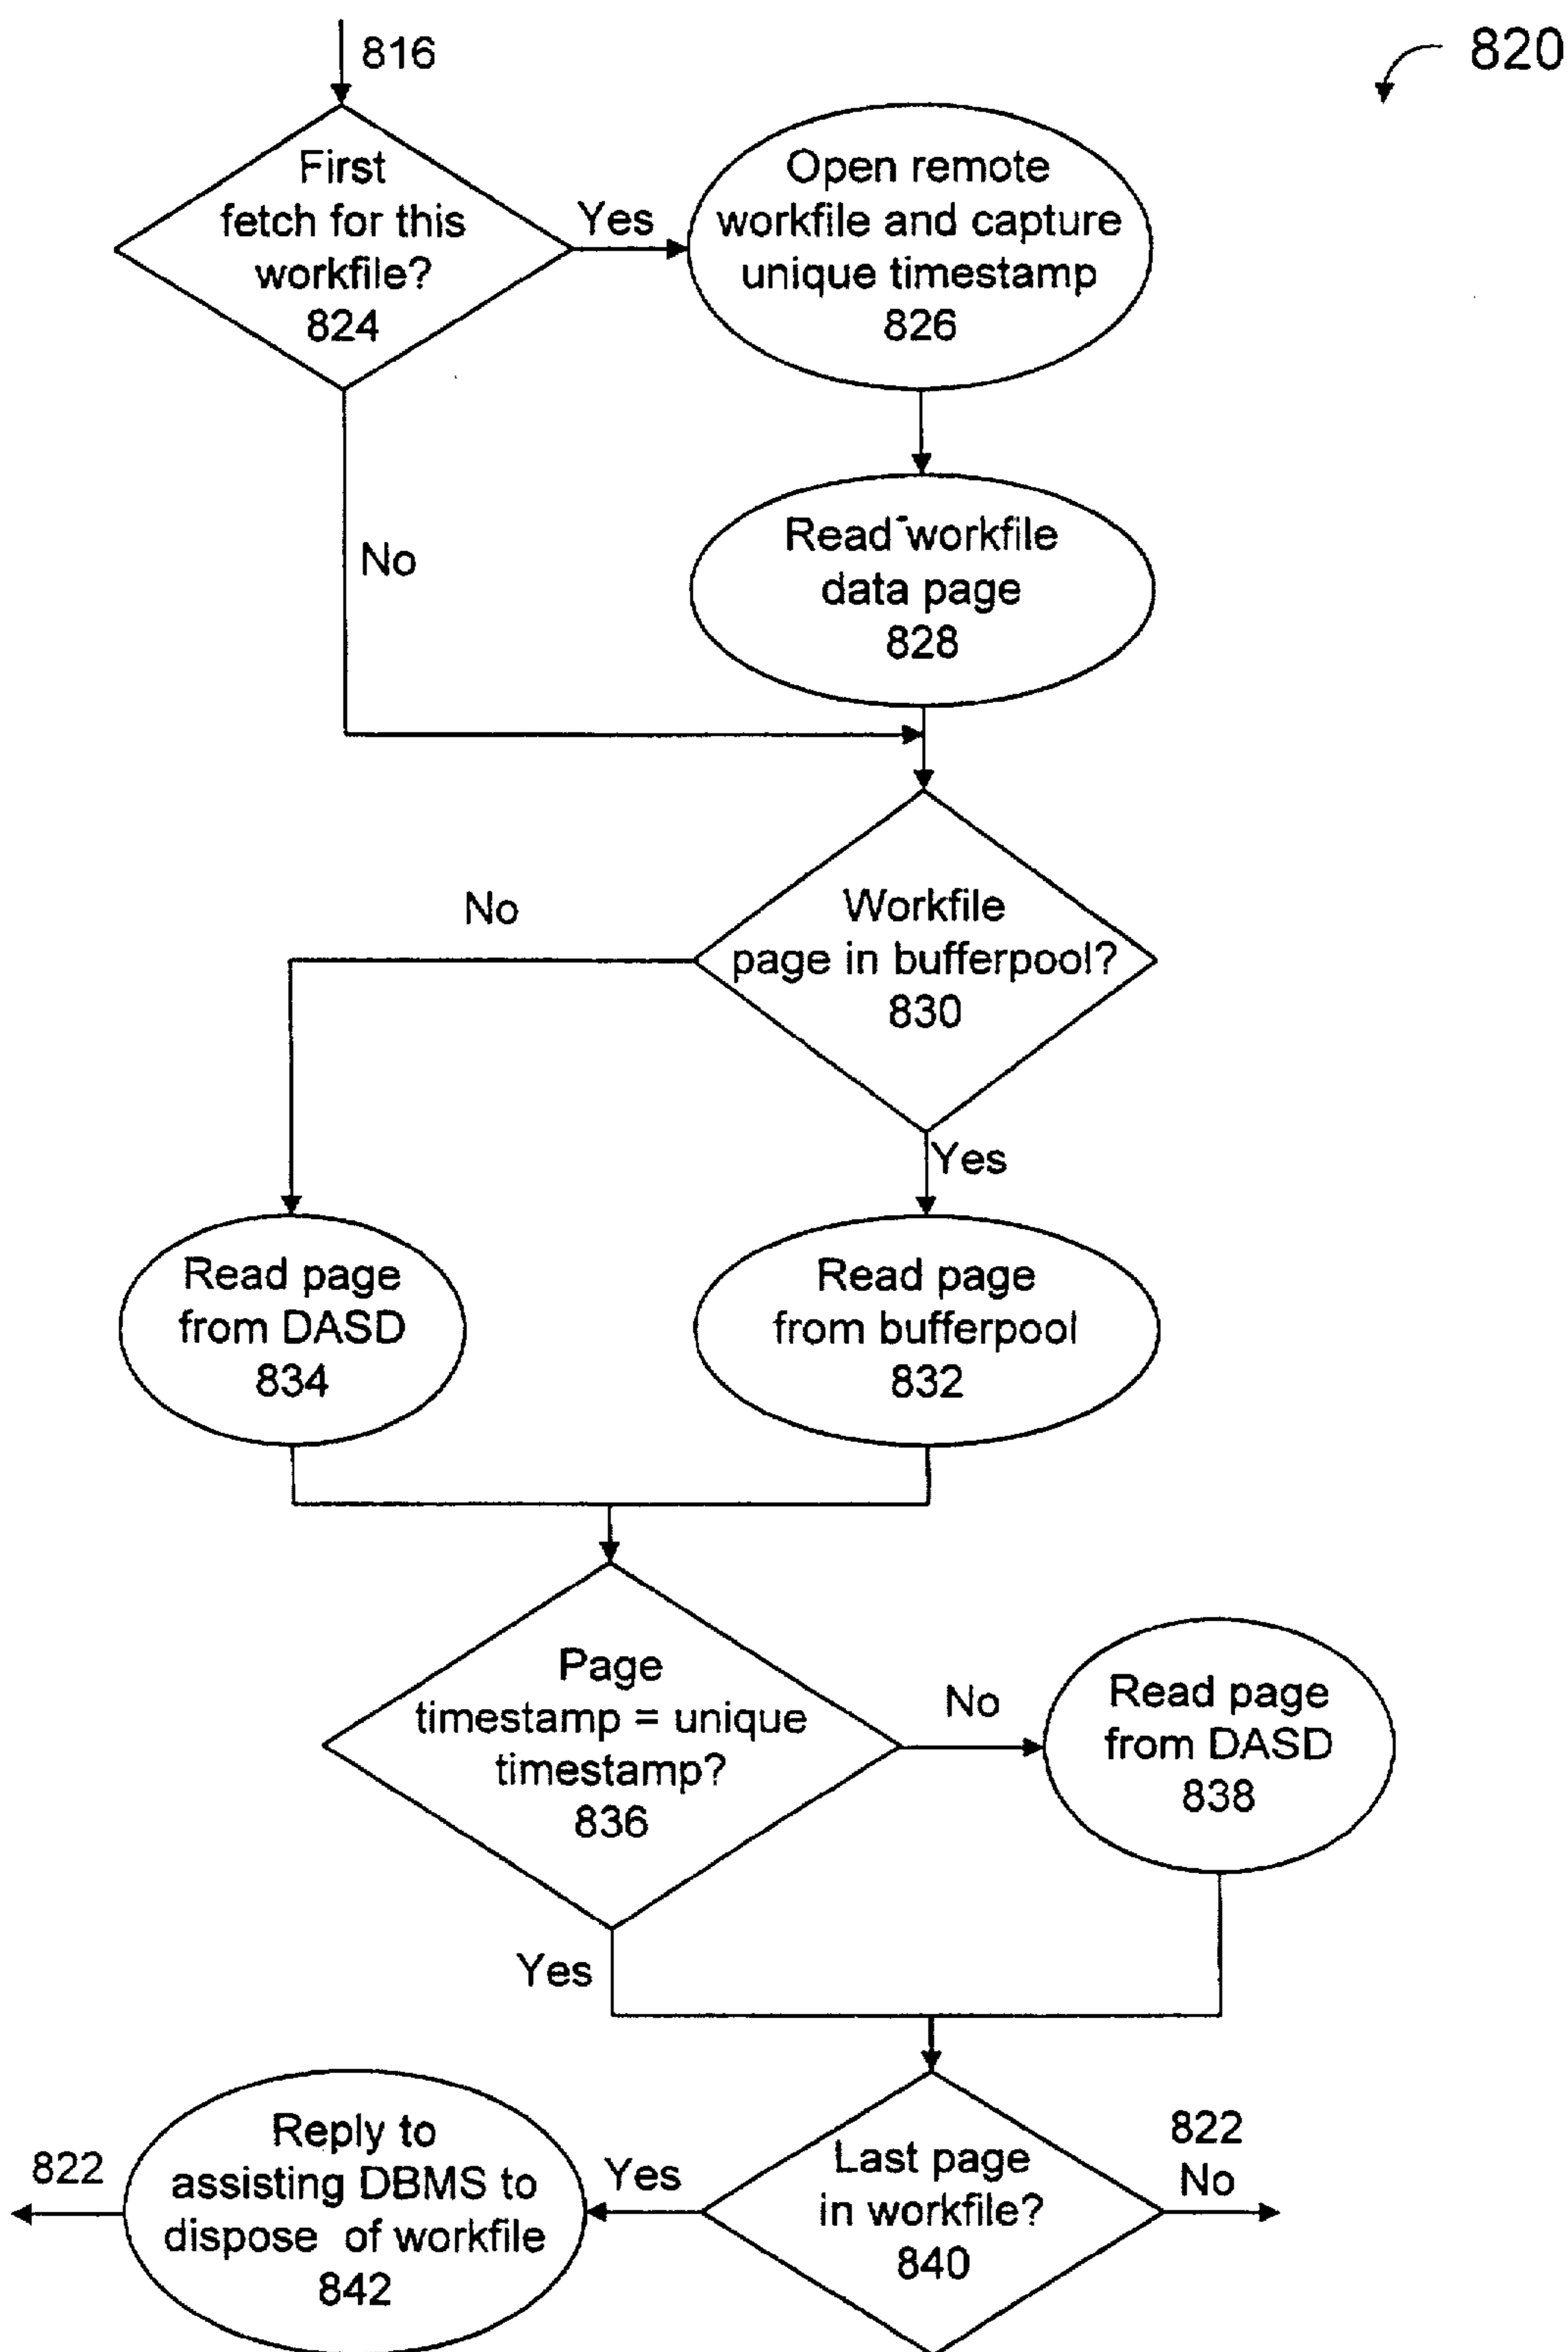 816
820
First
fetch for this
workfile?
824
Yes
Open remote
workfile and capture
unique timestamp
826
No
Read workfile
data page
828
No
Workfile
page in bufferpool?
830
Yes
Read page
from DASD
834
Read page
from bufferpool
832
Page
timestamp = unique
timestamp?
836
No
Read page
from DASD
838
Yes
822
Reply to
assisting DBMS to
dispose of workfile
842
Yes
Last page
in workfile?
840
822
No